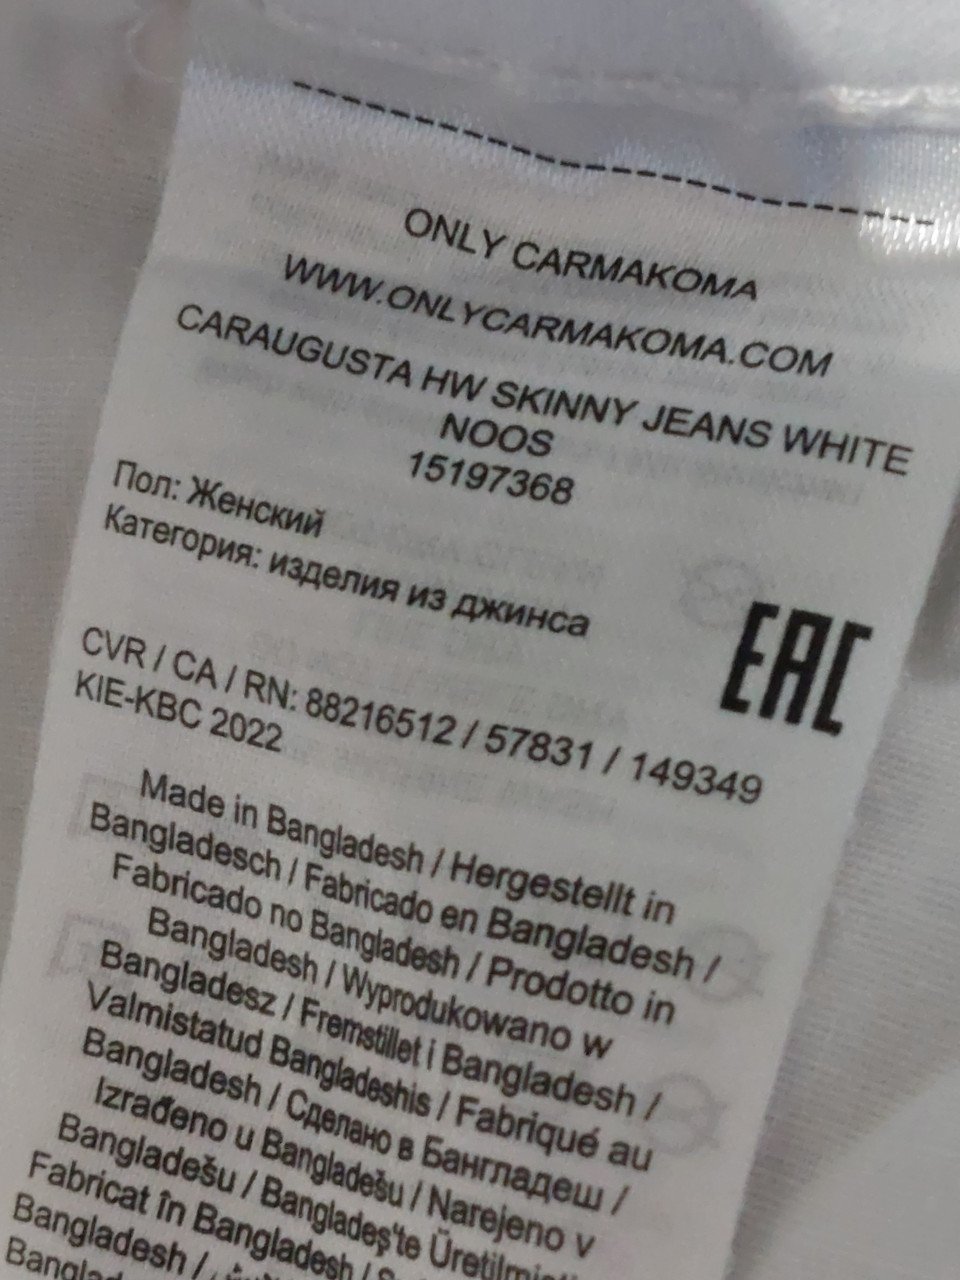 ONLY CARMAKOMA
WWW.ONLYCARMAKOMA.COM
CARAUGUSTA HW SKINNY JEANS WHITE
NOOS
15197368
Пол: Женский
Категория: изделия из джинса
EAC
CVR / CA / RN: 88216512 / 57831 / 149349
KIE-KBC 2022
Made in Bangladesh / Hergestellt in
Bangladesch / Fabricado en Bangladesh /
Fabricado no Bangladesh / Prodotto in
Bangladesh / Wyprodukowano w
Bangladesz / Fremstillet i Bangladesh /
Valmistatud Bangladeshis / Fabriqué au
Bangladesh / Сделано в Бангладеш /
Izrađeno u Bangladešu / Narejeno v
Bangladešu / Bangladeş'te Üretilmiştir
Fabricat în Bangladesh /
Bangladesh /